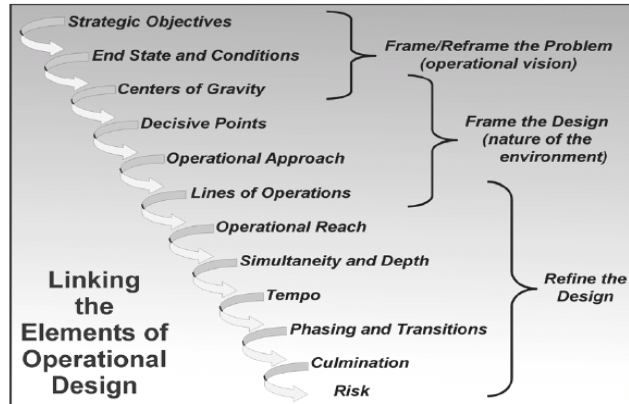 Strategic Objectives
End State and Conditions
Centers of Gravity
Decisive Points
Operational Approach
Lines of Operations
Operational Reach
Simultaneity and Depth
Tempo
Phasing and Transitions
Culmination
Risk
Frame/Reframe the Problem
(operational vision)
Frame the Design
(nature of the
environment)
Refine the
Design
Linking
the
Elements of
Operational
Design